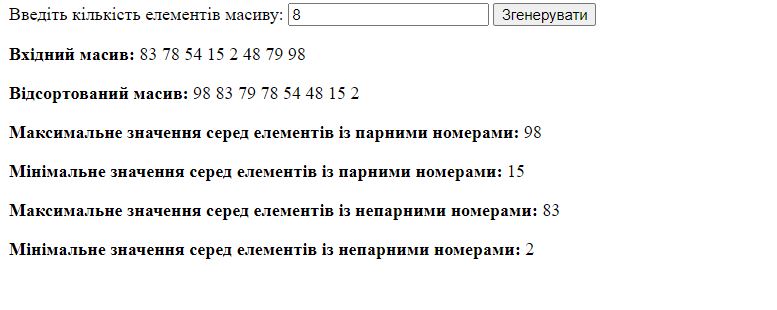 Введіть кількість елементів масиву: 8 Згенерувати
Вхідний масив: 83 78 54 15 2 48 79 98
Відсортований масив: 98 83 79 78 54 48 15 2
Максимальне значення серед елементів із парними номерами: 98
Мінімальне значення серед елементів із парними номерами: 15
Максимальне значення серед елементів із непарними номерами: 83
Мінімальне значення серед елементів із непарними номерами: 2